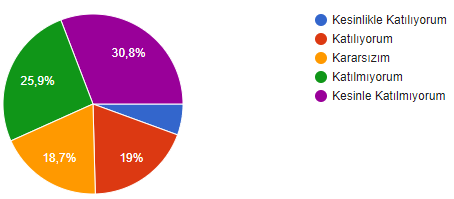 Kesinlikle Katılıyorum
Katılıyorum
Kararsızım
Katılmıyorum
Kesinle Katılmıyorum
30,8%
25,9%
18,7%
19%